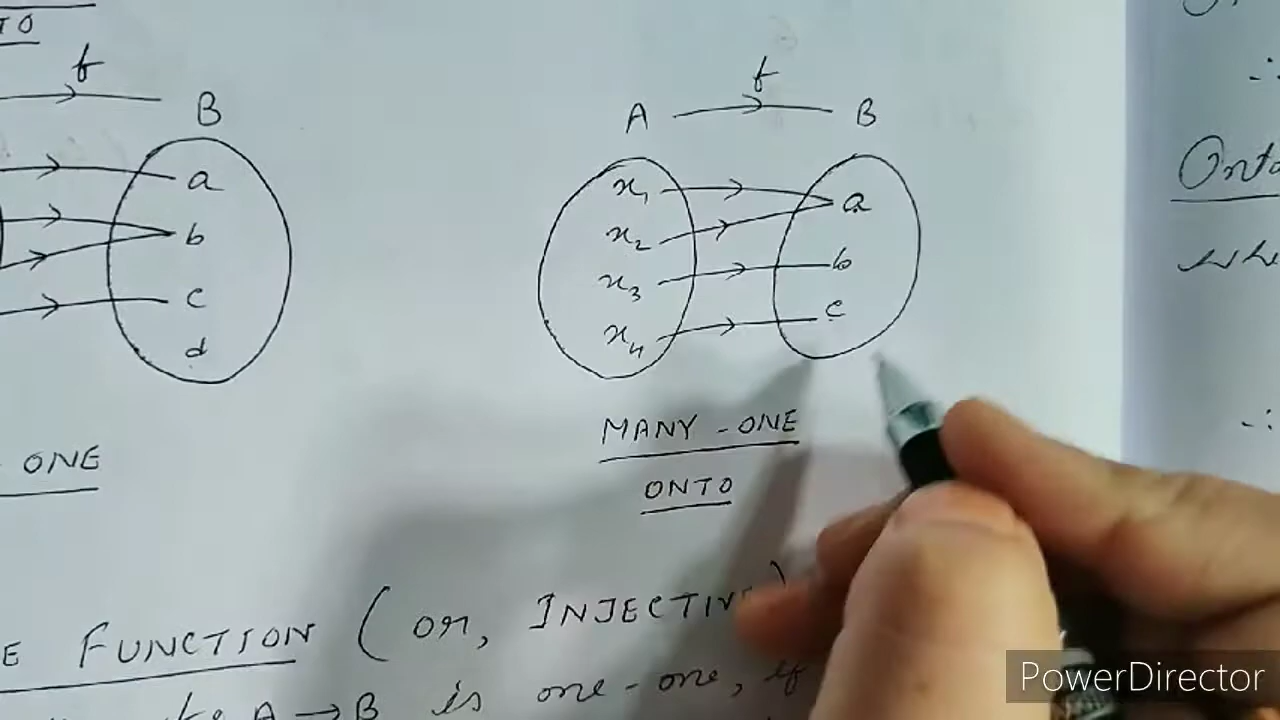 TO
f
B
a
b
c
d
ONE
f
A B
x1 a
x2
x3 b
x4 c
MANY-ONE
ONTO
E FUNCTION (or, INJECTIVE)
A → B is one-one, if
Onto
∴
PowerDirector